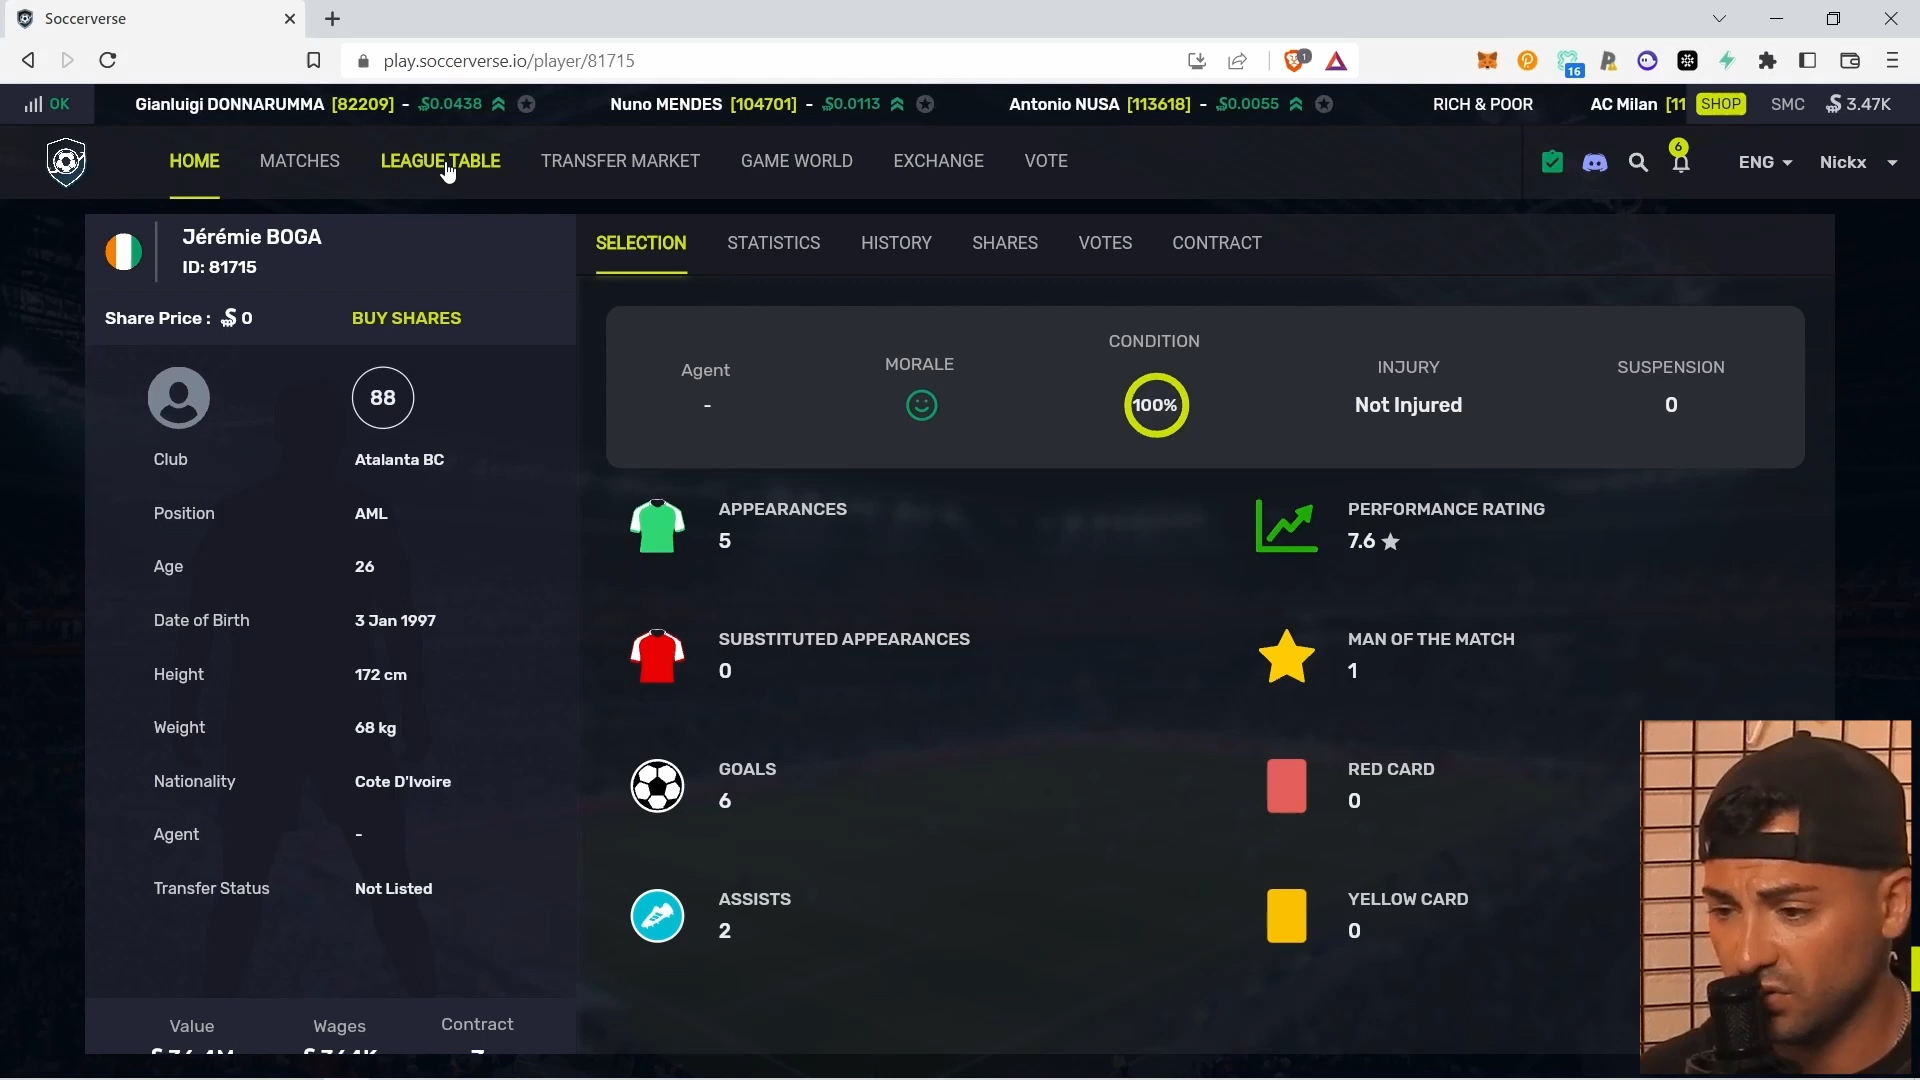 Soccerverse
play.soccerverse.io/player/81715
1
16
OK
Gianluigi DONNARUMMA [82209] - $0.0438
Nuno MENDES [104701] - $0.0113
Antonio NUSA [113618] - $0.0055
RICH & POOR
AC Milan [11
SHOP
SMC
3.47K
HOME
MATCHES
LEAGUE TABLE
TRANSFER MARKET
GAME WORLD
EXCHANGE
VOTE
6
ENG
Nickx
Jérémie BOGA
ID: 81715
Share Price : $ 0
BUY SHARES
88
Club
Atalanta BC
Position
AML
Age
26
Date of Birth
3 Jan 1997
Height
172 cm
Weight
68 kg
Nationality
Cote D'Ivoire
Agent
-
Transfer Status
Not Listed
Value
Wages
Contract
SELECTION
STATISTICS
HISTORY
SHARES
VOTES
CONTRACT
Agent
-
MORALE
CONDITION
100%
INJURY
Not Injured
SUSPENSION
0
APPEARANCES
5
PERFORMANCE RATING
7.6
SUBSTITUTED APPEARANCES
0
MAN OF THE MATCH
1
GOALS
6
RED CARD
0
ASSISTS
2
YELLOW CARD
0